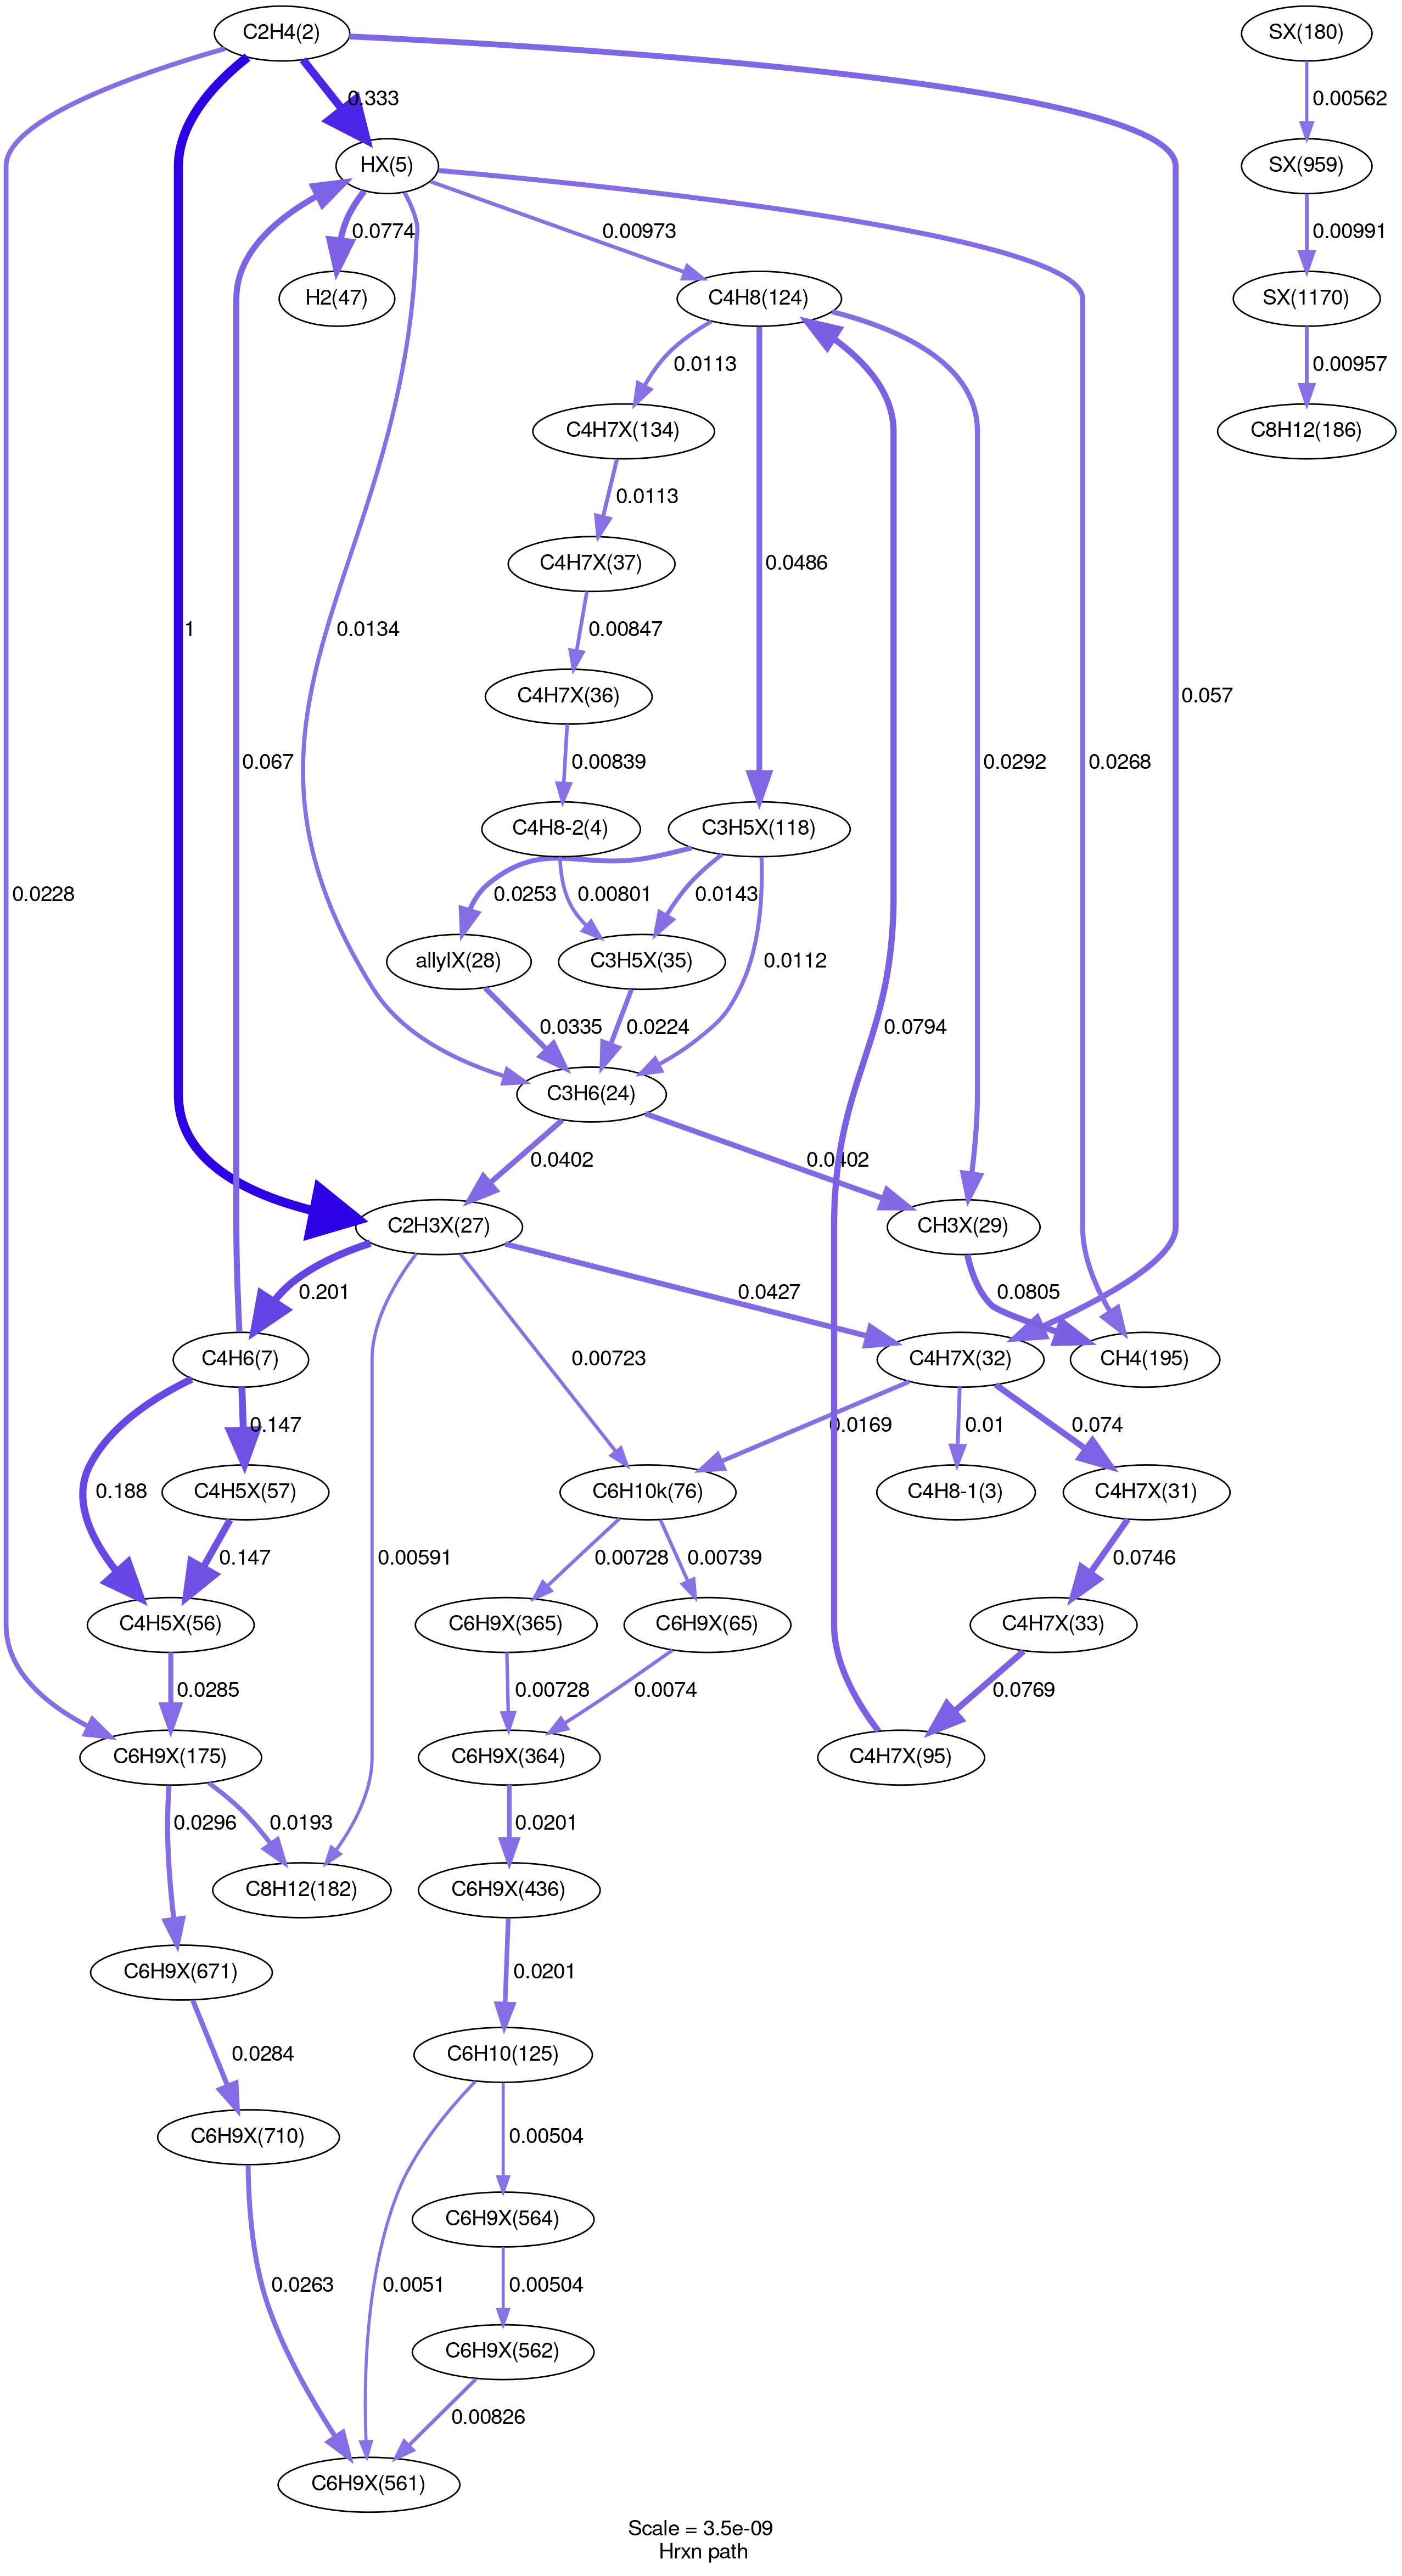 C2H4(2)
SX(180)
0.333
0.00562
HX(5)
SX(959)
0.0774
0.00973
0.00991
H2(47)
C4H8(124)
SX(1170)
0.0113
0.00957
C4H7X(134)
C8H12(186)
0.0113
C4H7X(37)
0.0486
1
0.0134
0.00847
C4H7X(36)
0.057
0.067
0.00839
0.0292
0.0268
C4H8-2(4)
C3H5X(118)
0.0228
0.0253
0.00801
0.0143
allylX(28)
C3H5X(35)
0.0112
0.0335
0.0224
0.0794
C3H6(24)
0.0402
0.0402
C2H3X(27)
CH3X(29)
0.201
0.0427
0.0805
C4H6(7)
0.00723
C4H7X(32)
CH4(195)
0.147
0.0169
0.01
0.074
0.188
C4H5X(57)
C6H10k(76)
C4H8-1(3)
C4H7X(31)
0.147
0.00591
0.00728
0.00739
0.0746
C4H5X(56)
C6H9X(365)
C6H9X(65)
C4H7X(33)
0.0285
0.00728
0.0074
0.0769
C6H9X(175)
C6H9X(364)
C4H7X(95)
0.0296
0.0193
0.0201
C8H12(182)
C6H9X(436)
C6H9X(671)
0.0201
0.0284
C6H10(125)
C6H9X(710)
0.00504
C6H9X(564)
0.0263
0.0051
0.00504
C6H9X(562)
0.00826
C6H9X(561)
Scale = 3.5e-09
Hrxn path